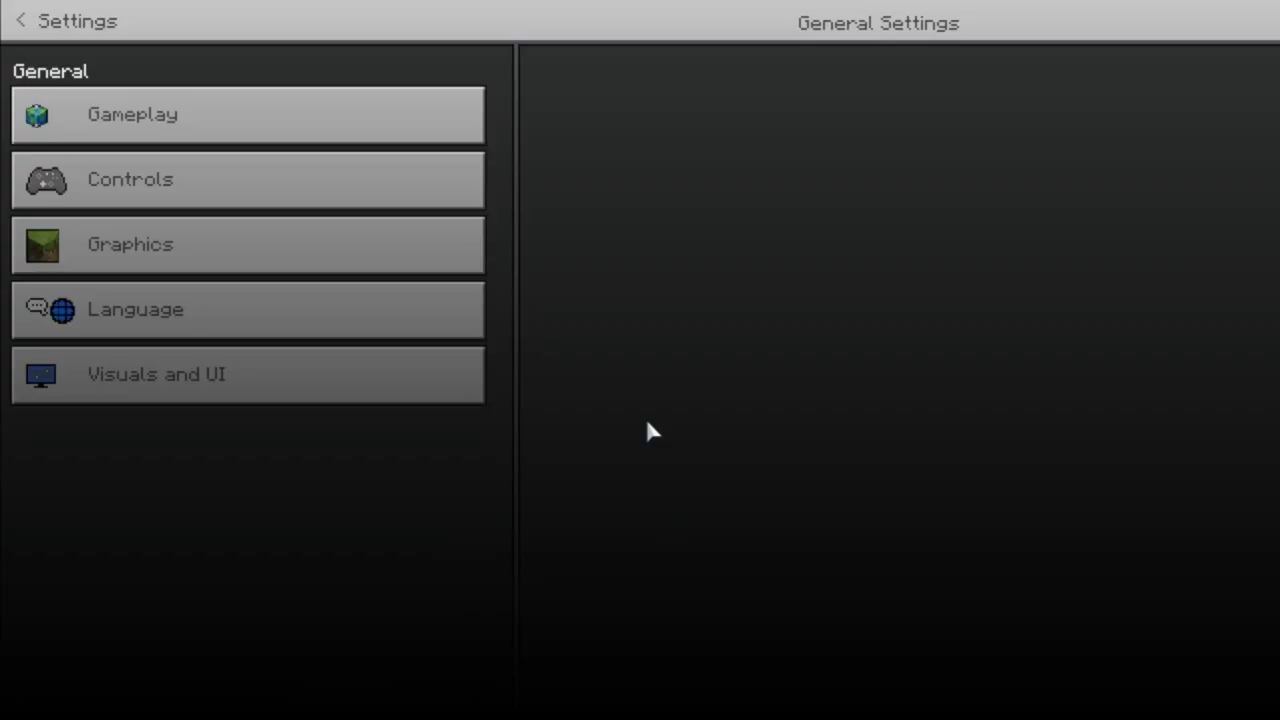 Settings
General Settings
General
Gameplay
Controls
Graphics
Language
Visuals and UI